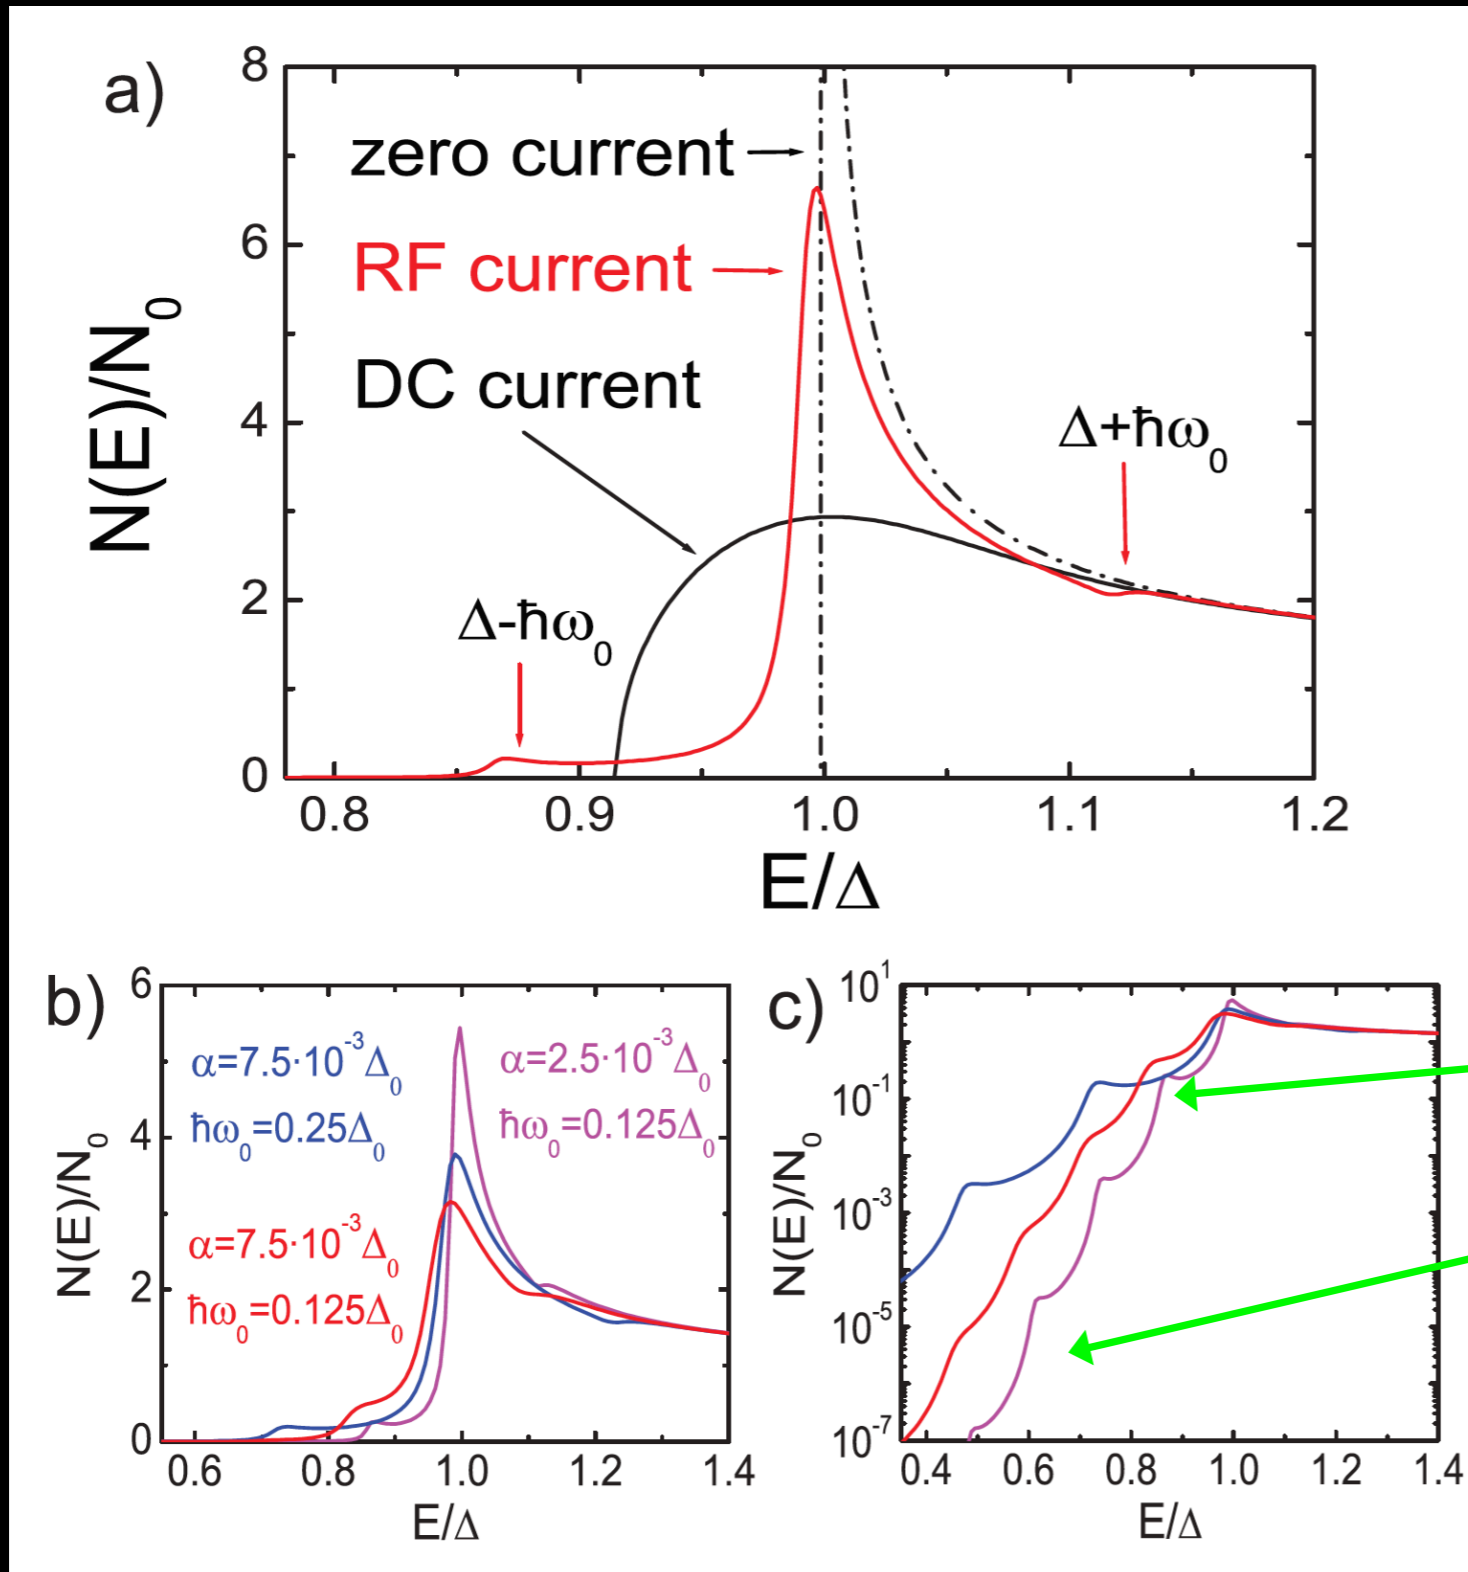 a)
8
6
4
2
0
N(E)/N₀
zero current
RF current
DC current
Δ+ħω₀
Δ-ħω₀
0.8 0.9 1.0 1.1 1.2
E/Δ
b)
6
4
2
0
N(E)/N₀
α=7.5·10⁻³Δ₀
ħω₀=0.25Δ₀
α=2.5·10⁻³Δ₀
ħω₀=0.125Δ₀
α=7.5·10⁻³Δ₀
ħω₀=0.125Δ₀
0.6 0.8 1.0 1.2 1.4
E/Δ
c)
10¹
10⁻¹
10⁻³
10⁻⁵
10⁻⁷
N(E)/N₀
0.4 0.6 0.8 1.0 1.2 1.4
E/Δ